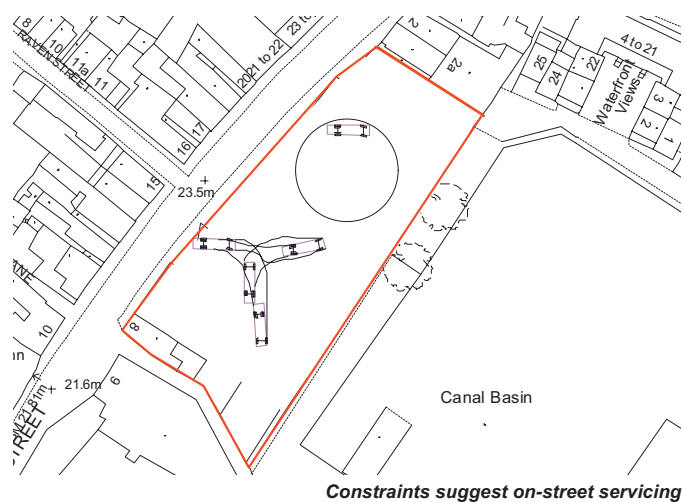 8
10
11a
11
RAVEN STREET
2021 to 22
23 to
2
2a
4 to 21
25
24
22
Waterfront
Views
3
2
1
16
17
15
23.5m
10
8
6
21.6m
21.81m
STREET
Canal Basin
Constraints suggest on-street servicing